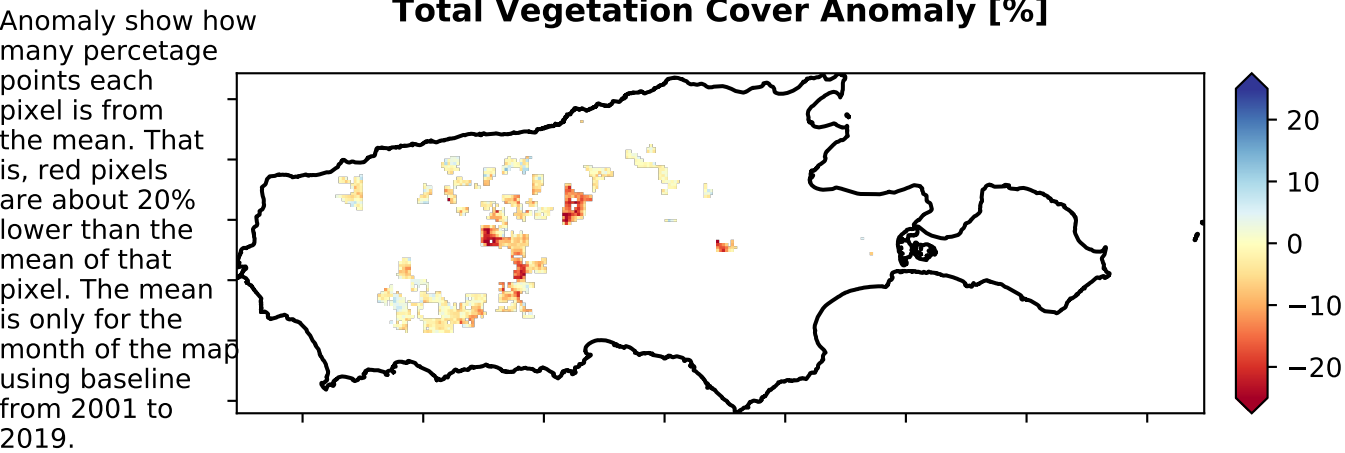 Total Vegetation Cover Anomaly [%]
Anomaly show how
many percetage
points each
pixel is from
the mean. That
is, red pixels
are about 20%
lower than the
mean of that
pixel. The mean
is only for the
month of the map
using baseline
from 2001 to
2019.
20
10
0
−10
−20